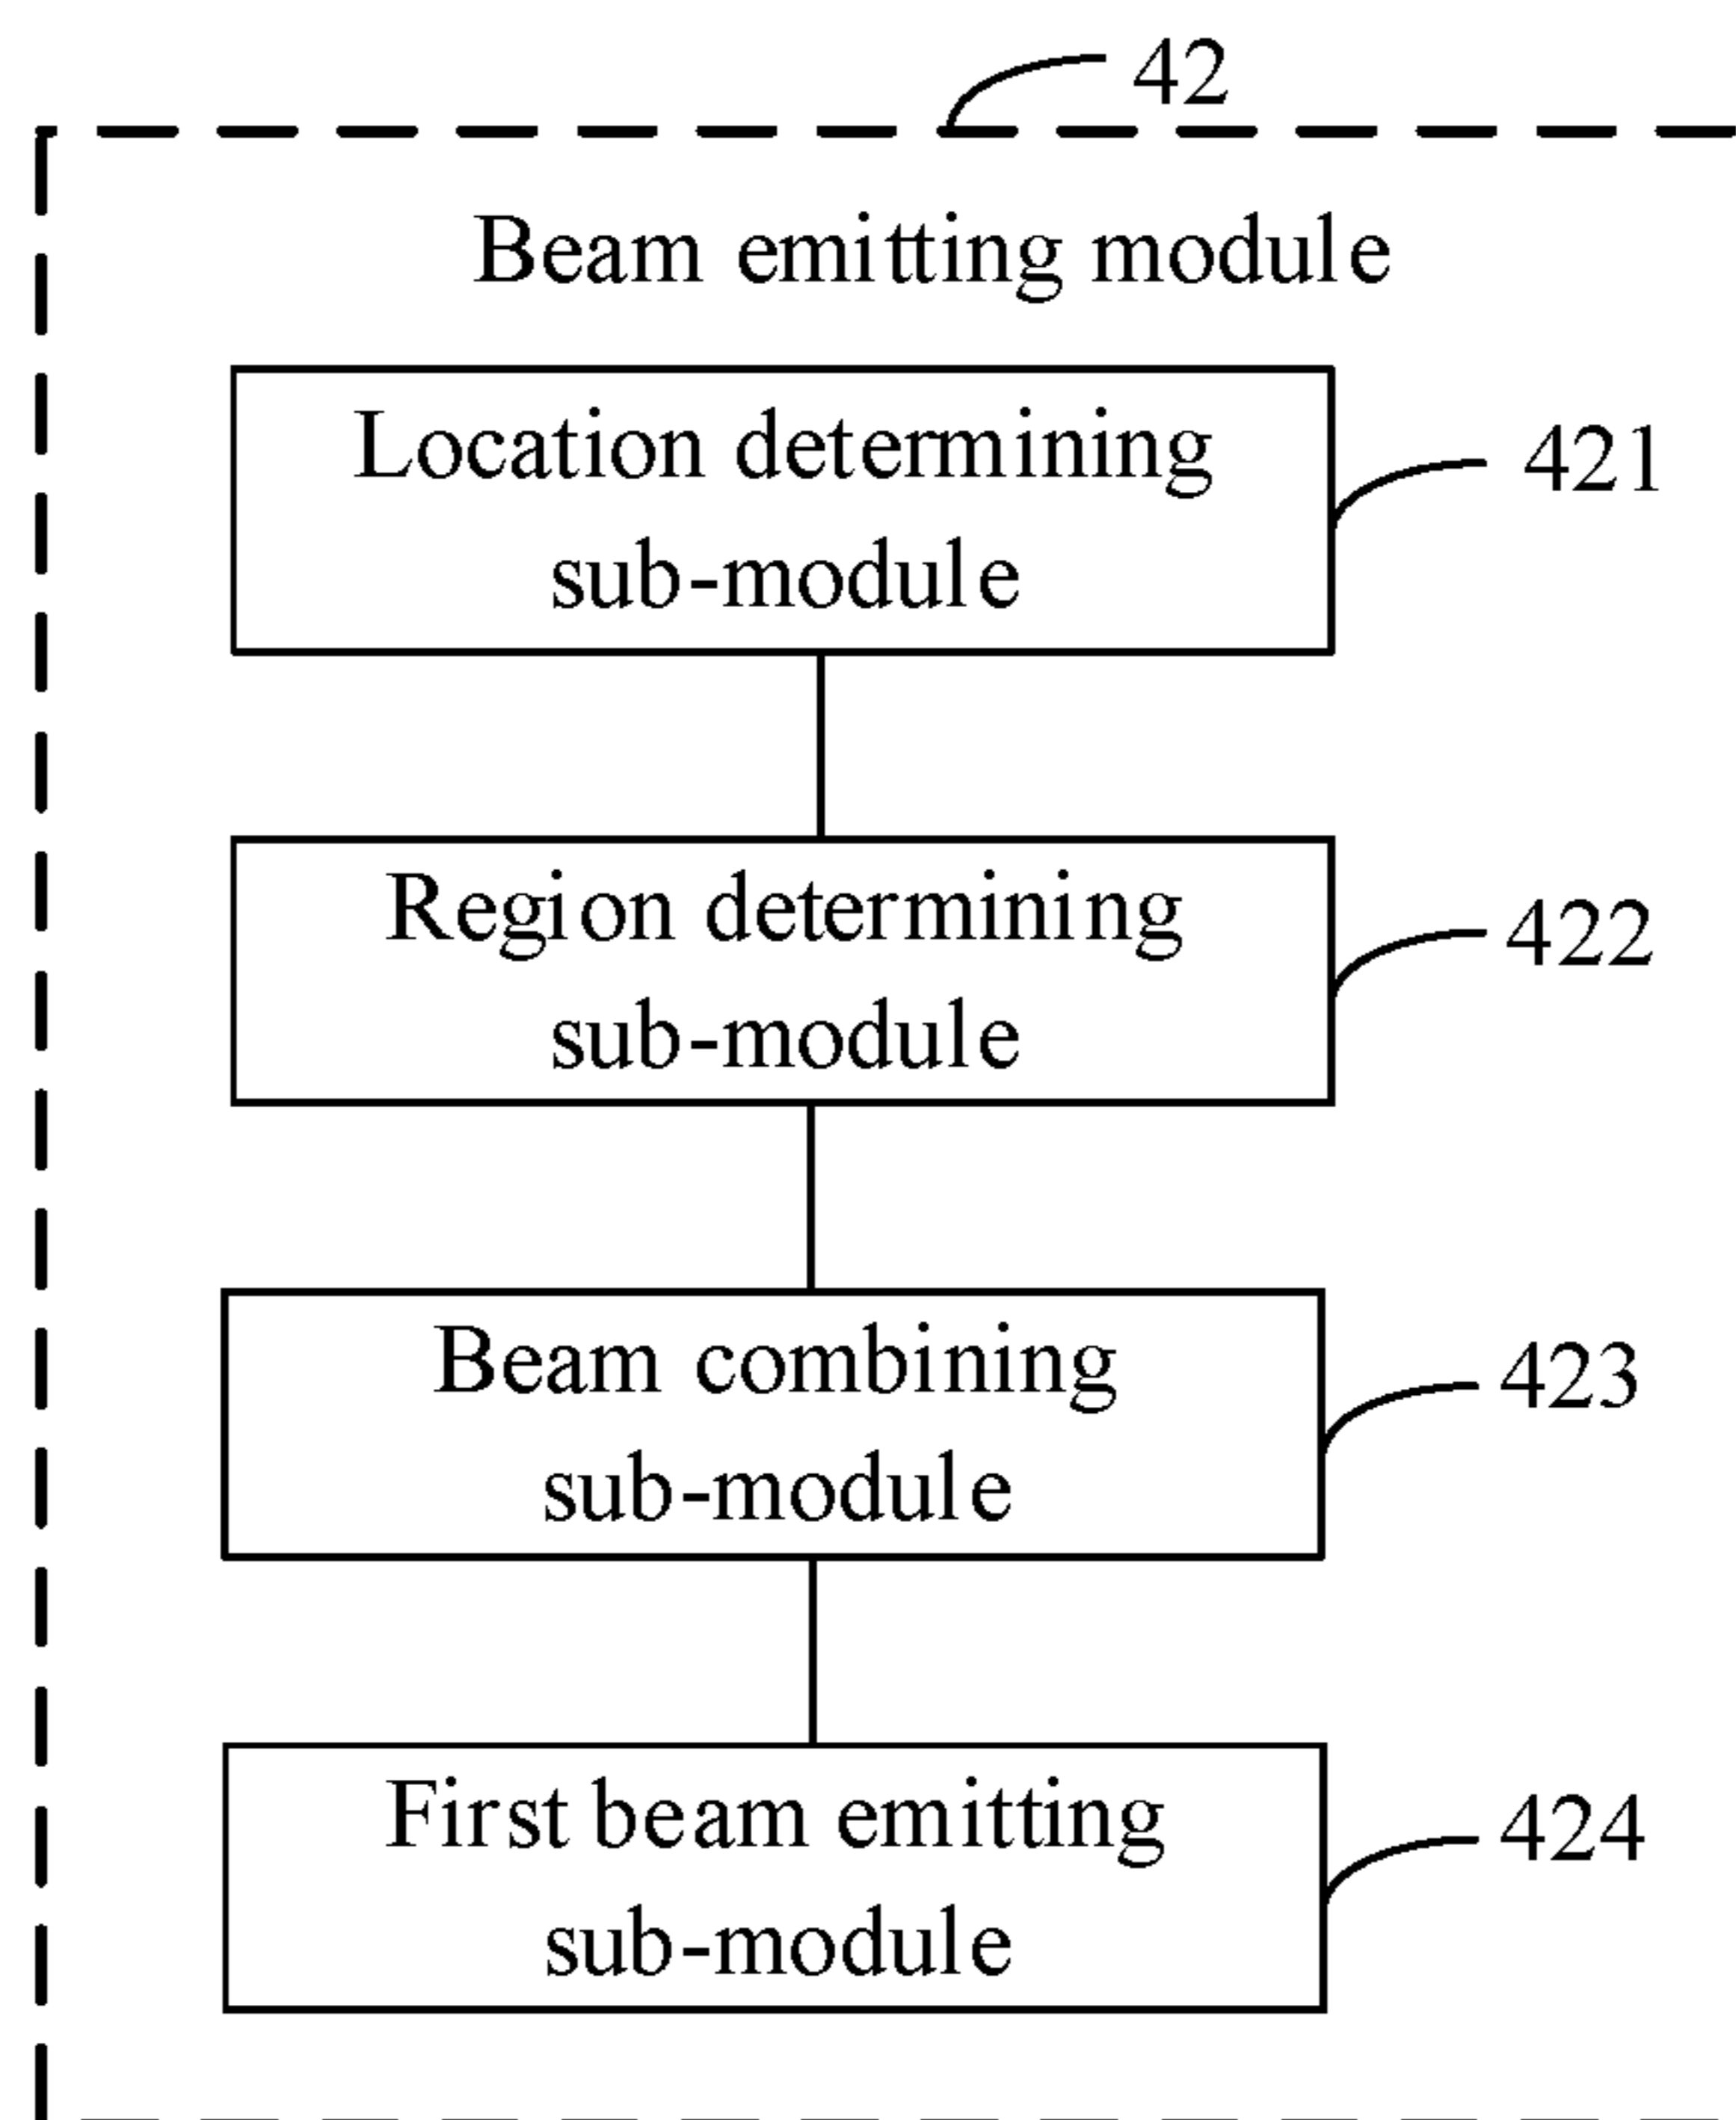 42
Beam emitting module
Location determining
sub-module
421
Region determining
sub-module
422
Beam combining
sub-module
423
First beam emitting
sub-module
424